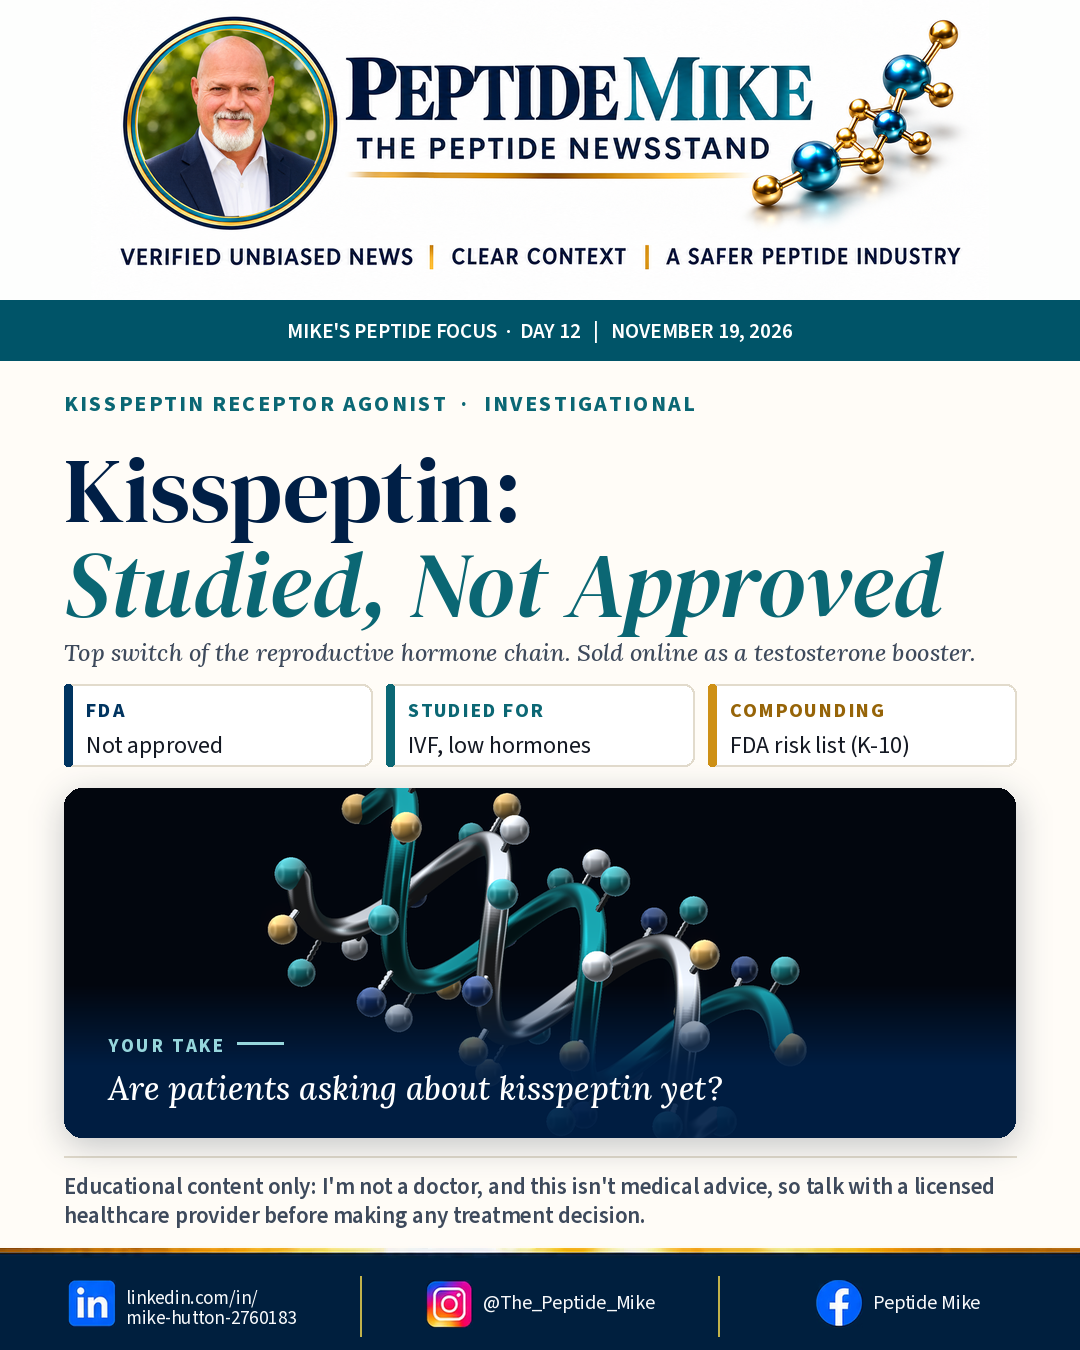 PEPTIDEMIKE
THE PEPTIDE NEWSSTAND
VERIFIED UNBIASED NEWS | CLEAR CONTEXT | A SAFER PEPTIDE INDUSTRY
MIKE'S PEPTIDE FOCUS · DAY 12 | NOVEMBER 19, 2026
KISSPEPTIN RECEPTOR AGONIST · INVESTIGATIONAL
Kisspeptin:
Studied, Not Approved
Top switch of the reproductive hormone chain. Sold online as a testosterone booster.
FDA
Not approved
STUDIED FOR
IVF, low hormones
COMPOUNDING
FDA risk list (K-10)
YOUR TAKE
Are patients asking about kisspeptin yet?
Educational content only: I'm not a doctor, and this isn't medical advice, so talk with a licensed
healthcare provider before making any treatment decision.
linkedin.com/in/
mike-hutton-2760183
@The_Peptide_Mike
Peptide Mike